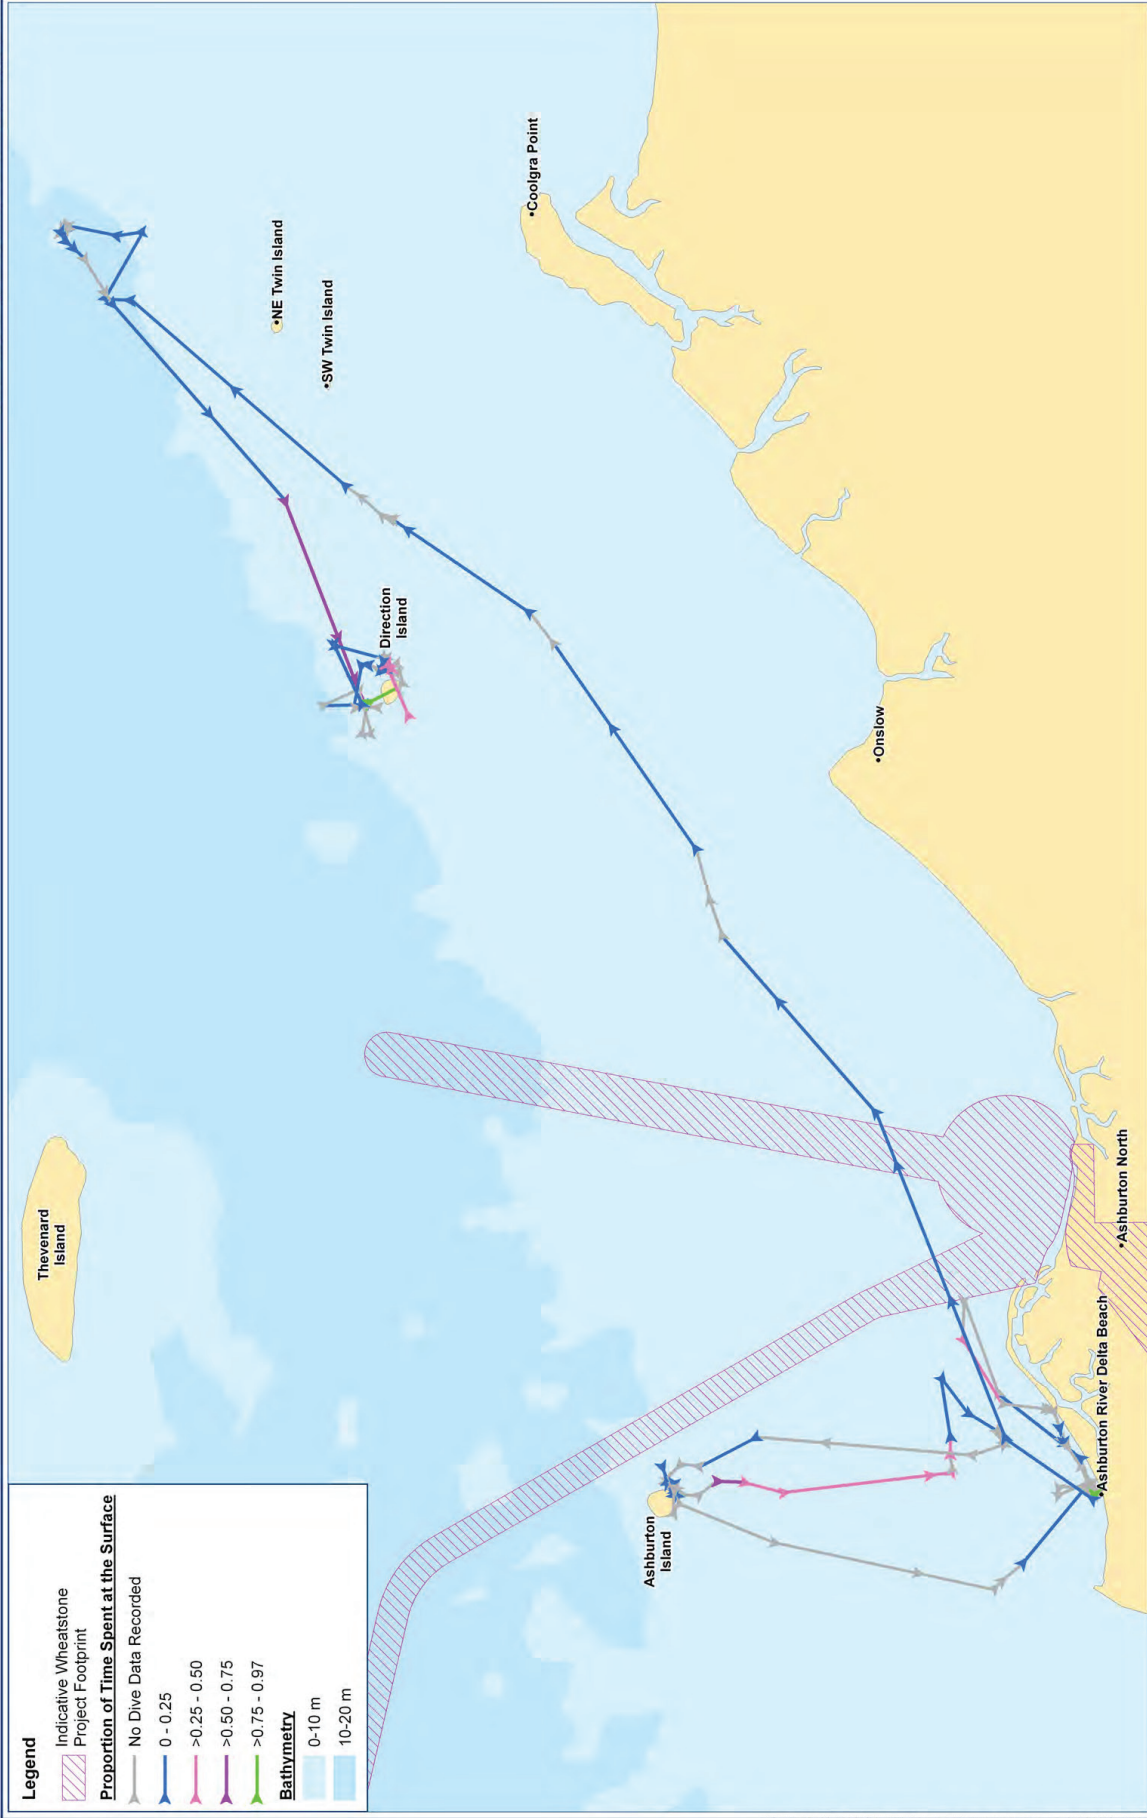 Legend
Indicative Wheatstone
Project Footprint
Proportion of Time Spent at the Surface
No Dive Data Recorded
0 - 0.25
>0.25 - 0.50
>0.50 - 0.75
>0.75 - 0.97
Bathymetry
0-10 m
10-20 m
Thevenard
Island
NE Twin Island
SW Twin Island
Coolgra Point
Direction
Island
Onslow
Ashburton
Island
Ashburton North
Ashburton River Delta Beach